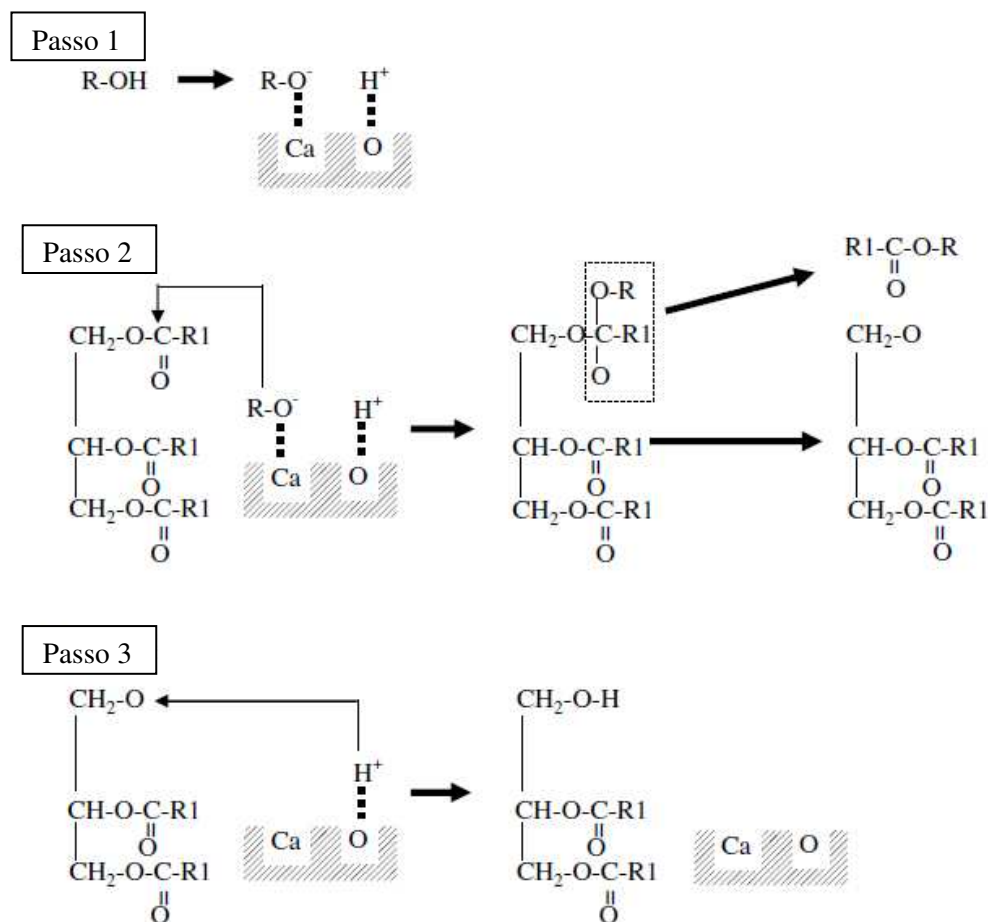 Passo 1
R-OH R-O⁻ H⁺
Ca O
Passo 2
R1-C-O-R
O
O-R
CH₂-O-C-R1 CH₂-O-C-R1 CH₂-O
O O
R-O⁻ H⁺
CH-O-C-R1 CH-O-C-R1 CH-O-C-R1
O Ca O O O
CH₂-O-C-R1 CH₂-O-C-R1 CH₂-O-C-R1
O O O
Passo 3
CH₂-O CH₂-O-H
H⁺
CH-O-C-R1 CH-O-C-R1
O Ca O O Ca O
CH₂-O-C-R1 CH₂-O-C-R1
O O